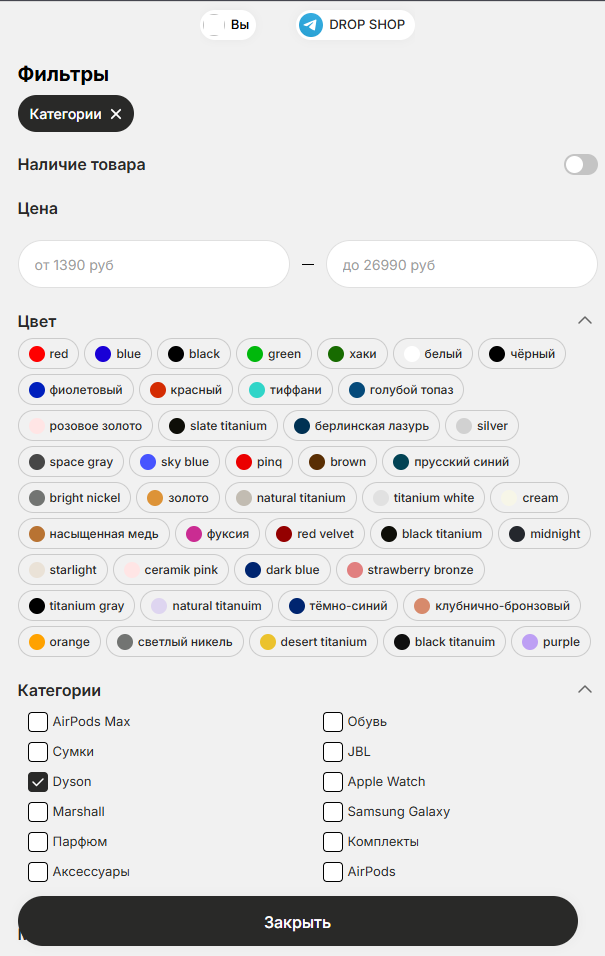 Вы DROP SHOP
Фильтры
Категории
Наличие товара
Цена
от 1390 руб — до 26990 руб
Цвет
red blue black green хаки белый чёрный
фиолетовый красный тиффани голубой топаз
розовое золото slate titanium берлинская лазурь silver
space gray sky blue pinq brown прусский синий
bright nickel золото natural titanium titanium white cream
насыщенная медь фуксия red velvet black titanium midnight
starlight ceramik pink dark blue strawberry bronze
titanium gray natural titanuim тёмно-синий клубнично-бронзовый
orange светлый никель desert titanium black titanuim purple
Категории
AirPods Max Обувь
Сумки JBL
Dyson Apple Watch
Marshall Samsung Galaxy
Парфюм Комплекты
Аксессуары AirPods
Закрыть